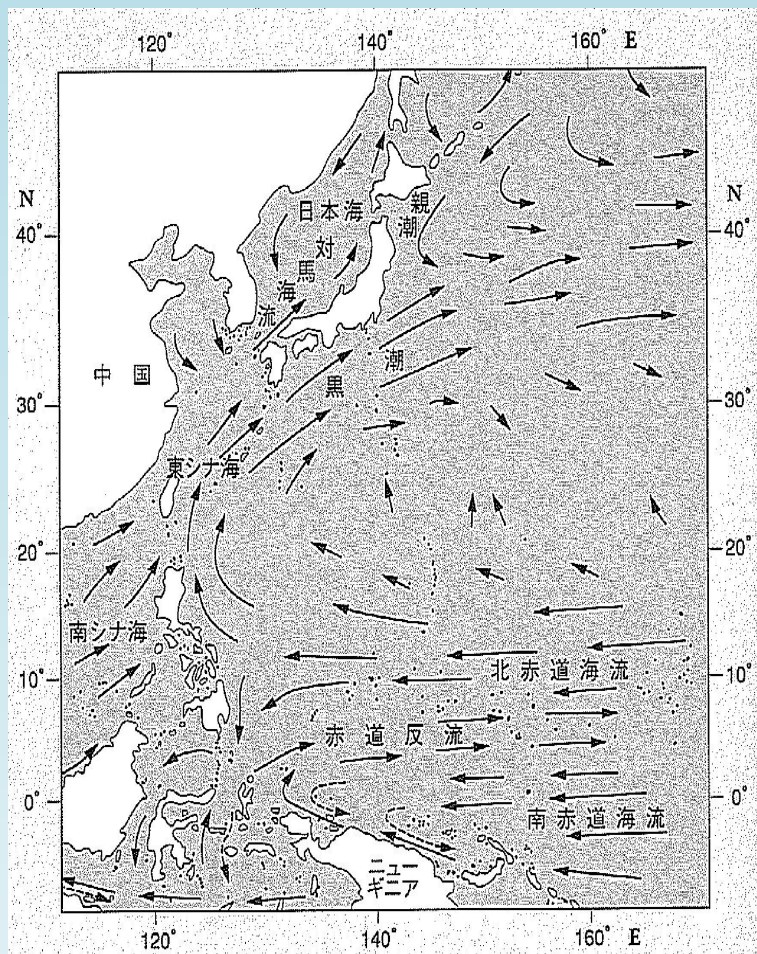 120°
140°
160° E
N
N
40°
40°
30°
30°
20°
20°
10°
10°
0°
0°
日本海
対馬海流
親潮
黒潮
中国
東シナ海
南シナ海
北赤道海流
赤道反流
南赤道海流
ニュー
ギニア
120°
140°
160° E